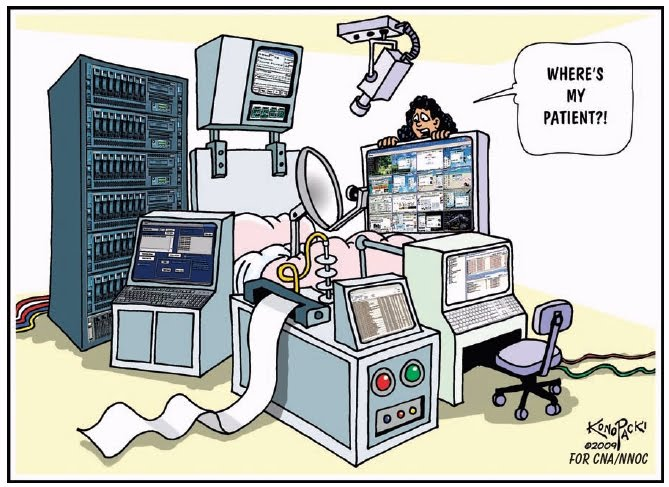 WHERE'S
MY
PATIENT?!
KONOPACKI
©2009
FOR CNA/NNOC